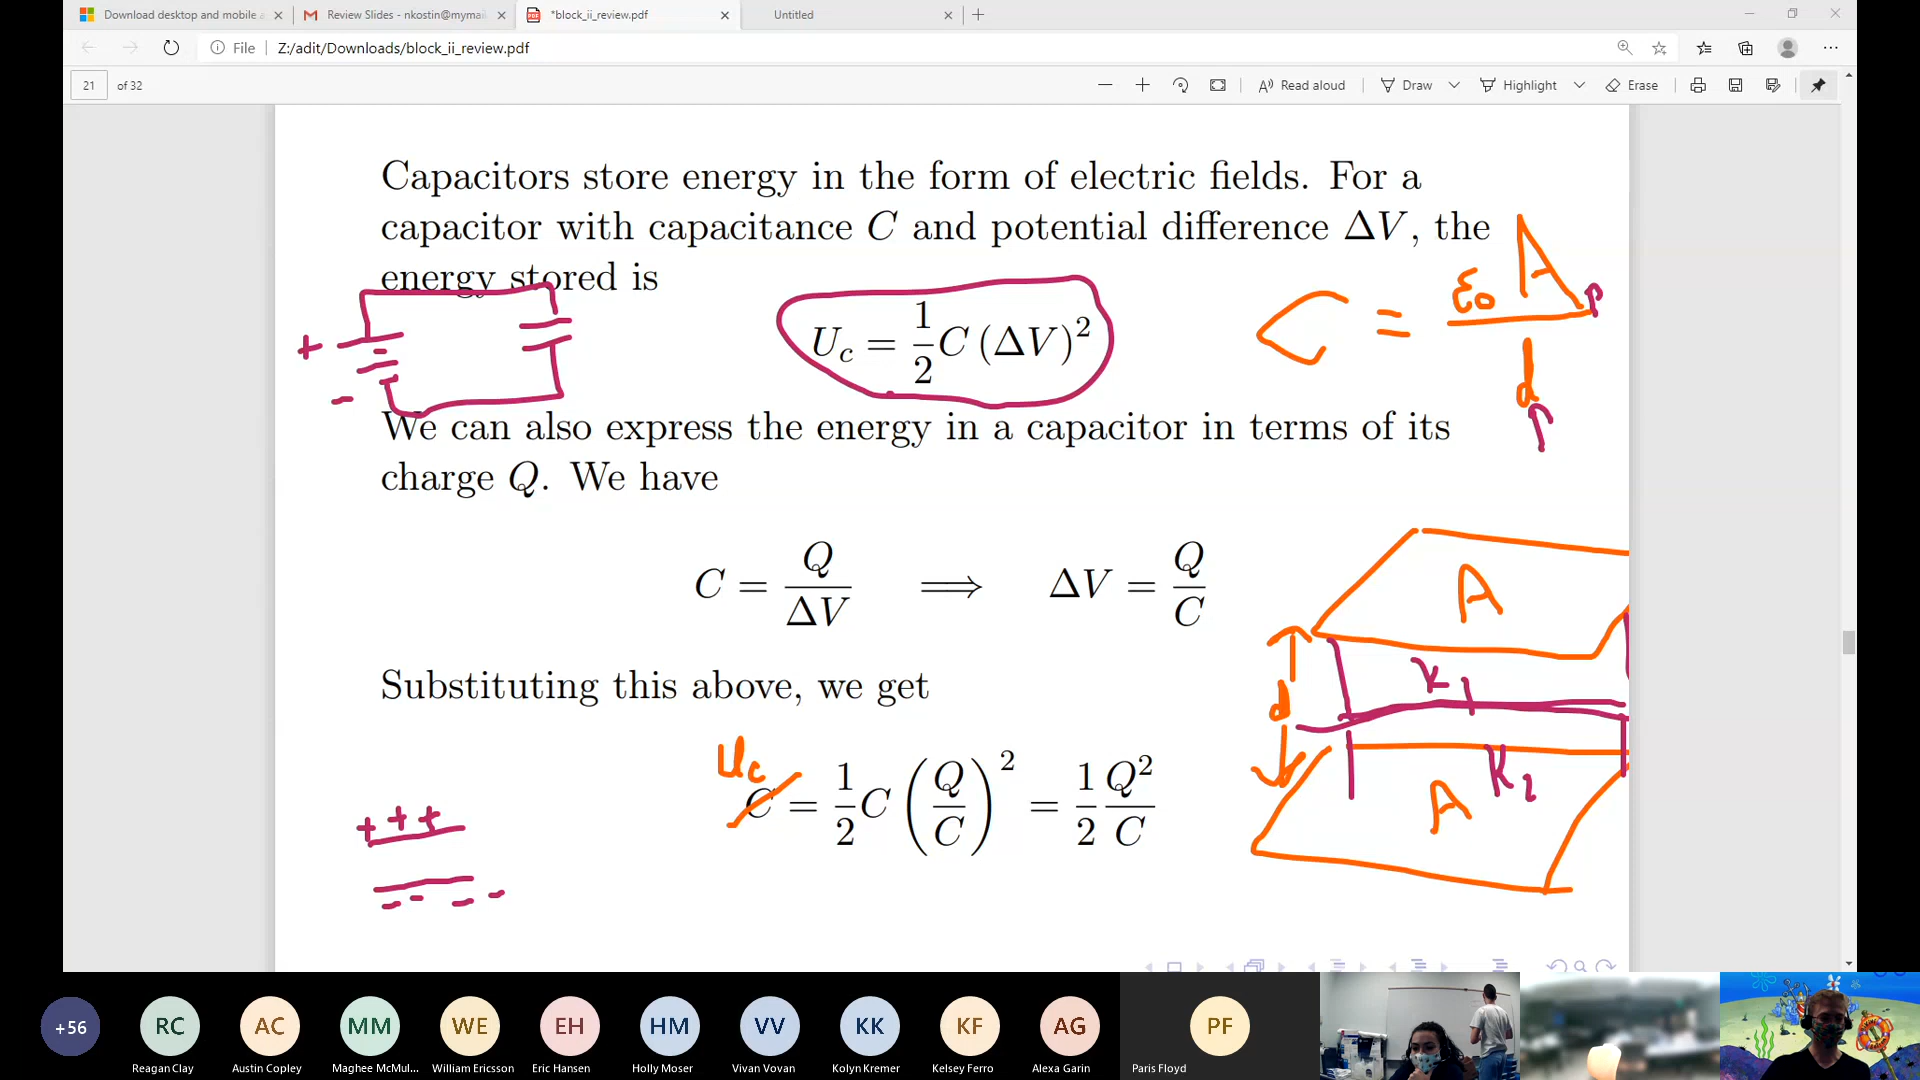 Download desktop and mobile a
Review Slides - nkostin@mymai
*block_ii_review.pdf
Untitled
File
Z:/adit/Downloads/block_ii_review.pdf
21 of 32
Read aloud
Draw
Highlight
Erase
Capacitors store energy in the form of electric fields. For a
capacitor with capacitance C and potential difference ΔV, the
energy stored is
+
-
U_c = 1/2 C (ΔV)^2
C = ε0 A / d
We can also express the energy in a capacitor in terms of its
charge Q. We have
C = Q/ΔV ⟹ ΔV = Q/C
A
d
K1
K2
A
Substituting this above, we get
Uc
C = 1/2 C (Q/C)^2 = 1/2 Q^2/C
+ + +
- - - -
+56
RC
AC
MM
WE
EH
HM
VV
KK
KF
AG
PF
Reagan Clay
Austin Copley
Maghee McMul...
William Ericsson
Eric Hansen
Holly Moser
Vivan Vovan
Kolyn Kremer
Kelsey Ferro
Alexa Garin
Paris Floyd